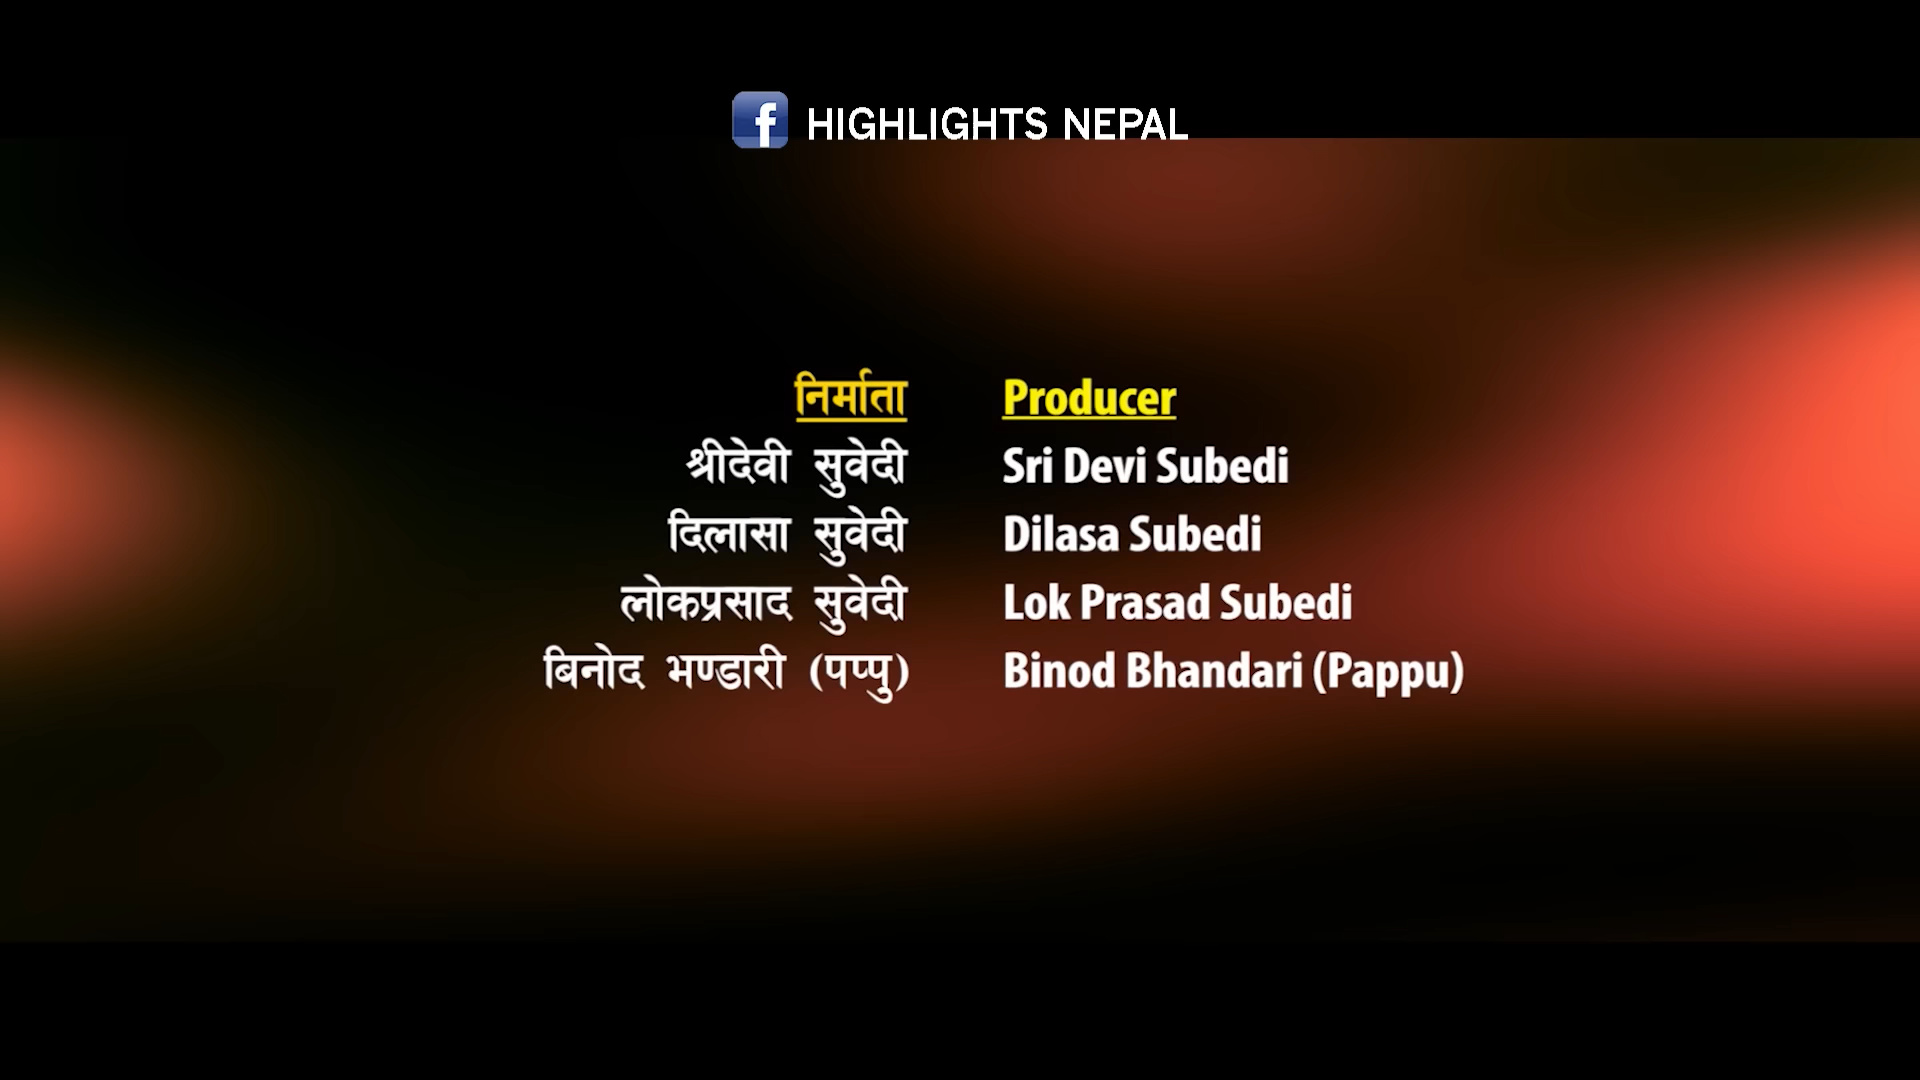 HIGHLIGHTS NEPAL
निर्माता Producer
श्रीदेवी सुवेदी Sri Devi Subedi
दिलासा सुवेदी Dilasa Subedi
लोकप्रसाद सुवेदी Lok Prasad Subedi
बिनोद भण्डारी (पप्पु) Binod Bhandari (Pappu)